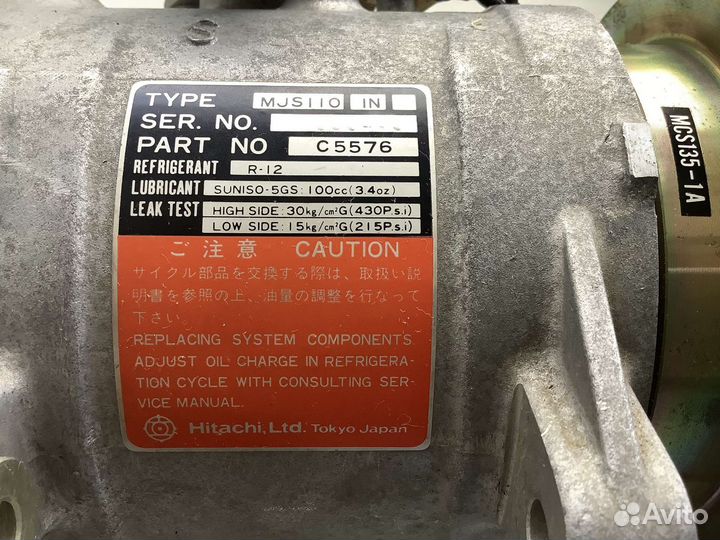 S
TYPE MJS110 1N
SER. NO.
PART NO C5576
REFRIGERANT R-12
LUBRICANT SUNISO-5GS:100cc(3.4oz)
LEAK TEST HIGH SIDE:30kg/cm²G(430P.s.i)
LOW SIDE:15kg/cm²G(215P.s.i)
ご注意 CAUTION
サイクル部品を交換する際は、取扱い説
明書を参照の上、油量の調整を行なって
下さい。
REPLACING SYSTEM COMPONENTS
ADJUST OIL CHARGE IN REFRIGERA-
TION CYCLE WITH CONSULTING SER-
VICE MANUAL.
Hitachi, Ltd. Tokyo Japan
MCS135-1A
Avito